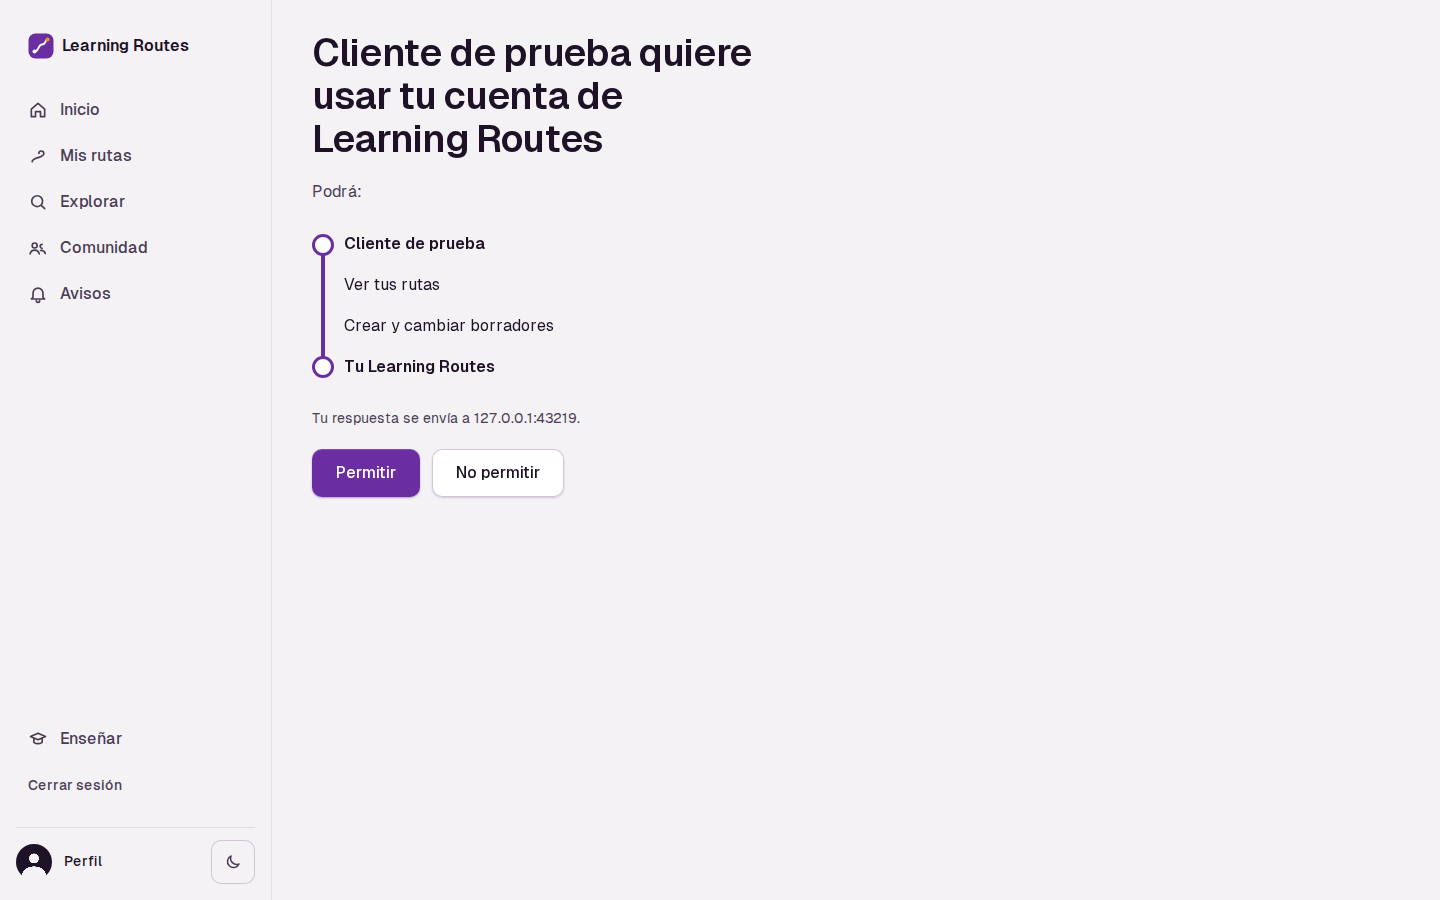 Learning Routes
Inicio
Mis rutas
Explorar
Comunidad
Avisos
Enseñar
Cerrar sesión
Perfil
Cliente de prueba quiere
usar tu cuenta de
Learning Routes
Podrá:
Cliente de prueba
Ver tus rutas
Crear y cambiar borradores
Tu Learning Routes
Tu respuesta se envía a 127.0.0.1:43219.
Permitir
No permitir